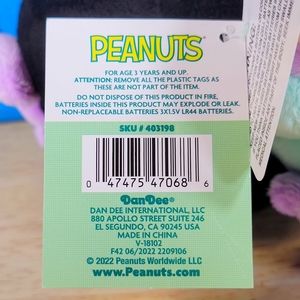 PEANUTS
FOR AGE 3 YEARS AND UP.
ATTENTION: REMOVE ALL THE PLASTIC TAGS AS
THESE ARE NOT PART OF THE ITEM.
DO NOT DISPOSE OF THIS PRODUCT IN FIRE,
BATTERIES INSIDE THIS PRODUCT MAY EXPLODE OR LEAK.
NON-REPLACEABLE BATTERIES 3X1.5V LR44 BATTERIES.
SKU # 403198
0 47475 47068 6
DanDee®
DAN DEE INTERNATIONAL, LLC
880 APOLLO STREET SUITE 246
EL SEGUNDO, CA 90245 USA
MADE IN CHINA
V-18102
F42 06/2022 2209106
© 2022 Peanuts Worldwide LLC
www.Peanuts.com